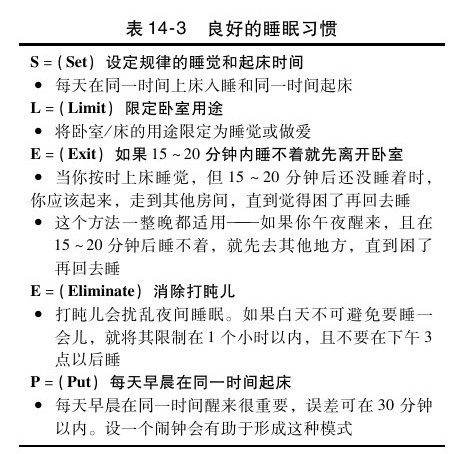 表 14-3　良好的睡眠习惯
S =(Set) 设定规律的睡觉和起床时间
● 每天在同一时间上床入睡和同一时间起床
L =(Limit) 限定卧室用途
● 将卧室/床的用途限定为睡觉或做爱
E =(Exit) 如果 15 ~ 20 分钟内睡不着就先离开卧室
● 当你按时上床睡觉，但 15 ~ 20 分钟后还没睡着时，
你应该起来，走到其他房间，直到觉得困了再回去睡
● 这个方法一整晚都适用——如果你午夜醒来，且在
15 ~ 20 分钟后睡不着，就先去其他地方，直到困了
再回去睡
E =(Eliminate) 消除打盹儿
● 打盹儿会扰乱夜间睡眠。如果白天不可避免要睡一
会儿，就将其限制在 1 个小时以内，且不要在下午 3
点以后睡
P =(Put) 每天早晨在同一时间起床
● 每天早晨在同一时间醒来很重要，误差可在 30 分钟
以内。设一个闹钟会有助于形成这种模式